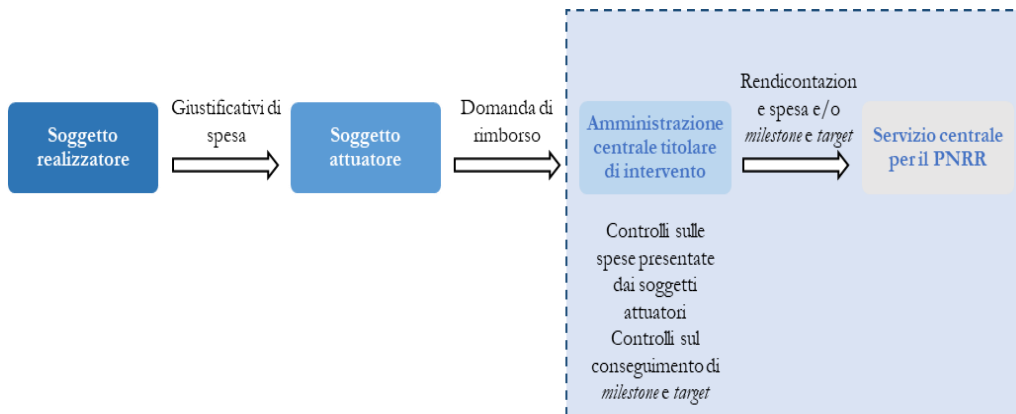 Soggetto
realizzatore
Giustificativi di
spesa
Soggetto
attuatore
Domanda di
rimborso
Amministrazione
centrale titolare
di intervento
Rendicontazion
e spesa e/o
milestone e target
Servizio centrale
per il PNRR
Controlli sulle
spese presentate
dai soggetti
attuatori
Controlli sul
conseguimento di
milestone e target